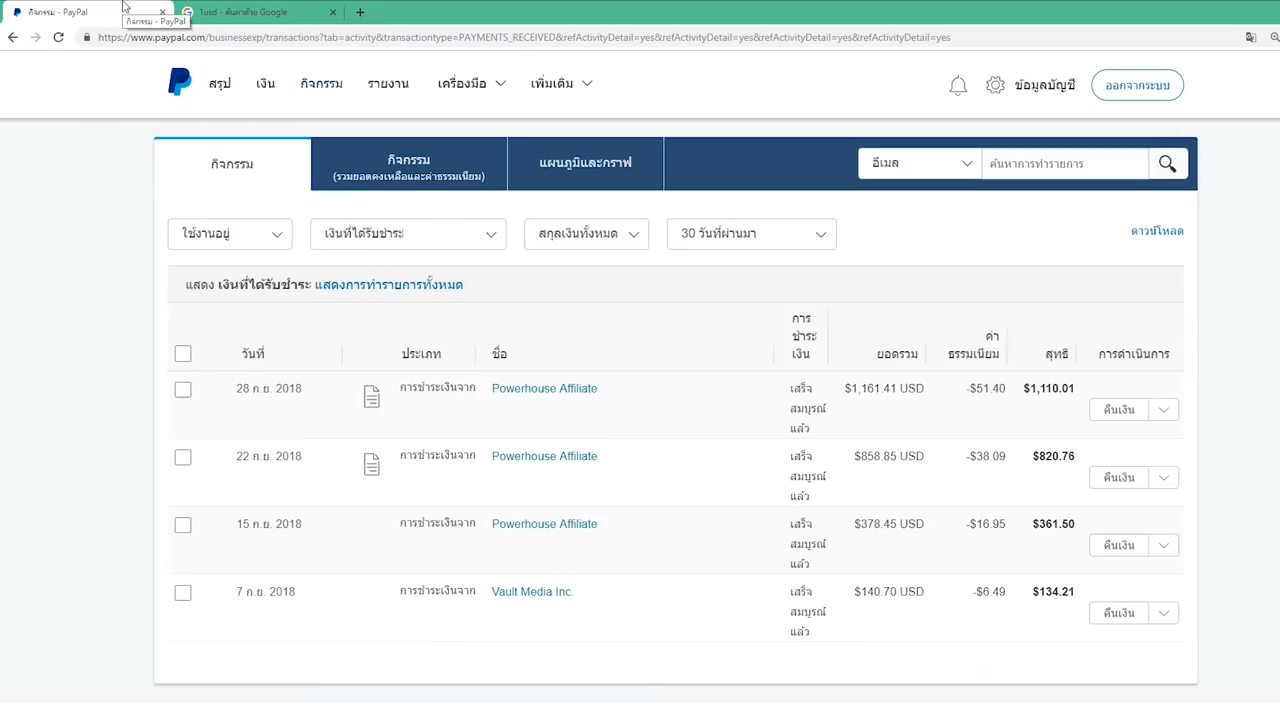 กิจกรรม - PayPal
1usd - ค้นหาด้วย Google
กิจกรรม - PayPal
https://www.paypal.com/businessexp/transactions?tab=activity&transactiontype=PAYMENTS_RECEIVED&refActivityDetail=yes&refActivityDetail=yes&refActivityDetail=yes&refActivityDetail=yes
สรุป เงิน กิจกรรม รายงาน เครื่องมือ เพิ่มเติม ข้อมูลบัญชี ออกจากระบบ
กิจกรรม
กิจกรรม
(รวมยอดคงเหลือและค่าธรรมเนียม)
แผนภูมิและกราฟ
อีเมล ค้นหาการทำรายการ
ใช้งานอยู่ เงินที่ได้รับชำระ สกุลเงินทั้งหมด 30 วันที่ผ่านมา ดาวน์โหลด
แสดง เงินที่ได้รับชำระ แสดงการทำรายการทั้งหมด
วันที่ ประเภท ชื่อ
การ
ชำระ
เงิน
ยอดรวม
ค่า
ธรรมเนียม
สุทธิ การดำเนินการ
28 ก.ย. 2018 การชำระเงินจาก Powerhouse Affiliate
เสร็จ
สมบูรณ์
แล้ว
$1,161.41 USD -$51.40 $1,110.01
คืนเงิน
22 ก.ย. 2018 การชำระเงินจาก Powerhouse Affiliate
เสร็จ
สมบูรณ์
แล้ว
$858.85 USD -$38.09 $820.76
คืนเงิน
15 ก.ย. 2018 การชำระเงินจาก Powerhouse Affiliate
เสร็จ
สมบูรณ์
แล้ว
$378.45 USD -$16.95 $361.50
คืนเงิน
7 ก.ย. 2018 การชำระเงินจาก Vault Media Inc.
เสร็จ
สมบูรณ์
แล้ว
$140.70 USD -$6.49 $134.21
คืนเงิน